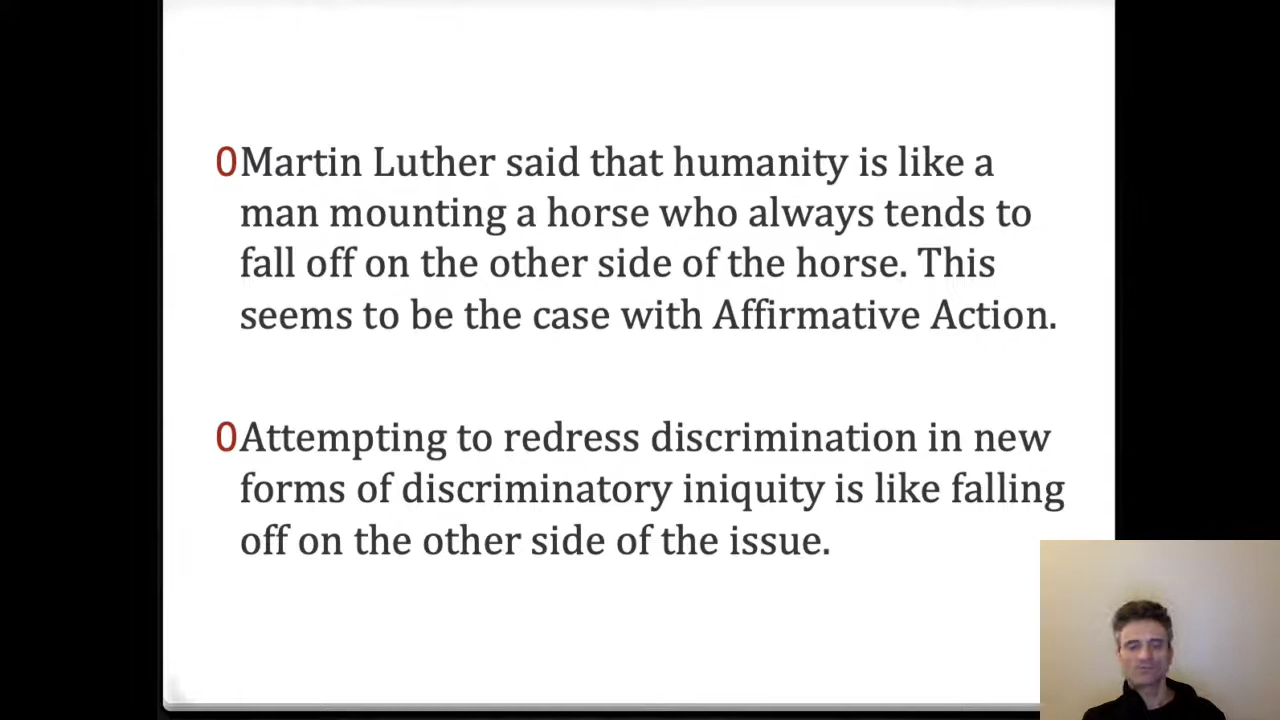 0Martin Luther said that humanity is like a
man mounting a horse who always tends to
fall off on the other side of the horse. This
seems to be the case with Affirmative Action.
0Attempting to redress discrimination in new
forms of discriminatory iniquity is like falling
off on the other side of the issue.